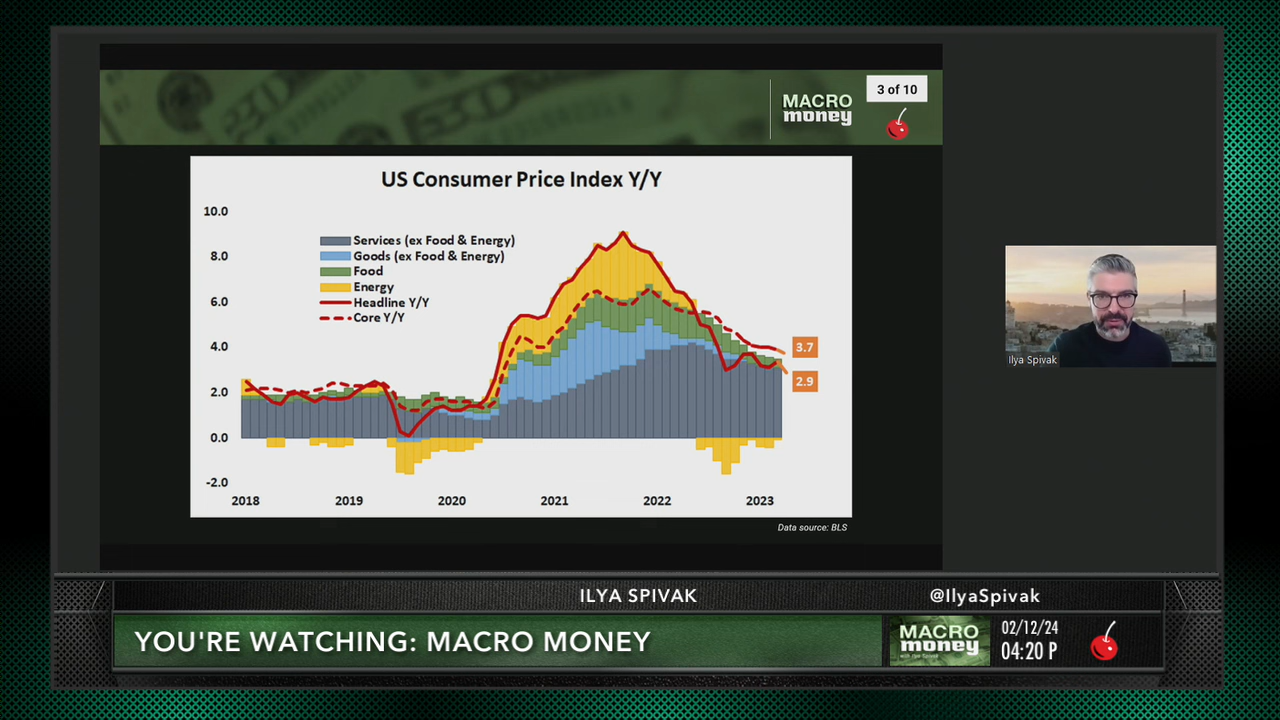 MACRO
money
3 of 10
US Consumer Price Index Y/Y
10.0
8.0
6.0
4.0
2.0
0.0
-2.0
Services (ex Food & Energy)
Goods (ex Food & Energy)
Food
Energy
Headline Y/Y
Core Y/Y
3.7
2.9
2018 2019 2020 2021 2022 2023
Data source: BLS
Ilya Spivak
ILYA SPIVAK @IlyaSpivak
YOU'RE WATCHING: MACRO MONEY
MACRO
money
with Ilya Spivak
02/12/24
04:20 P